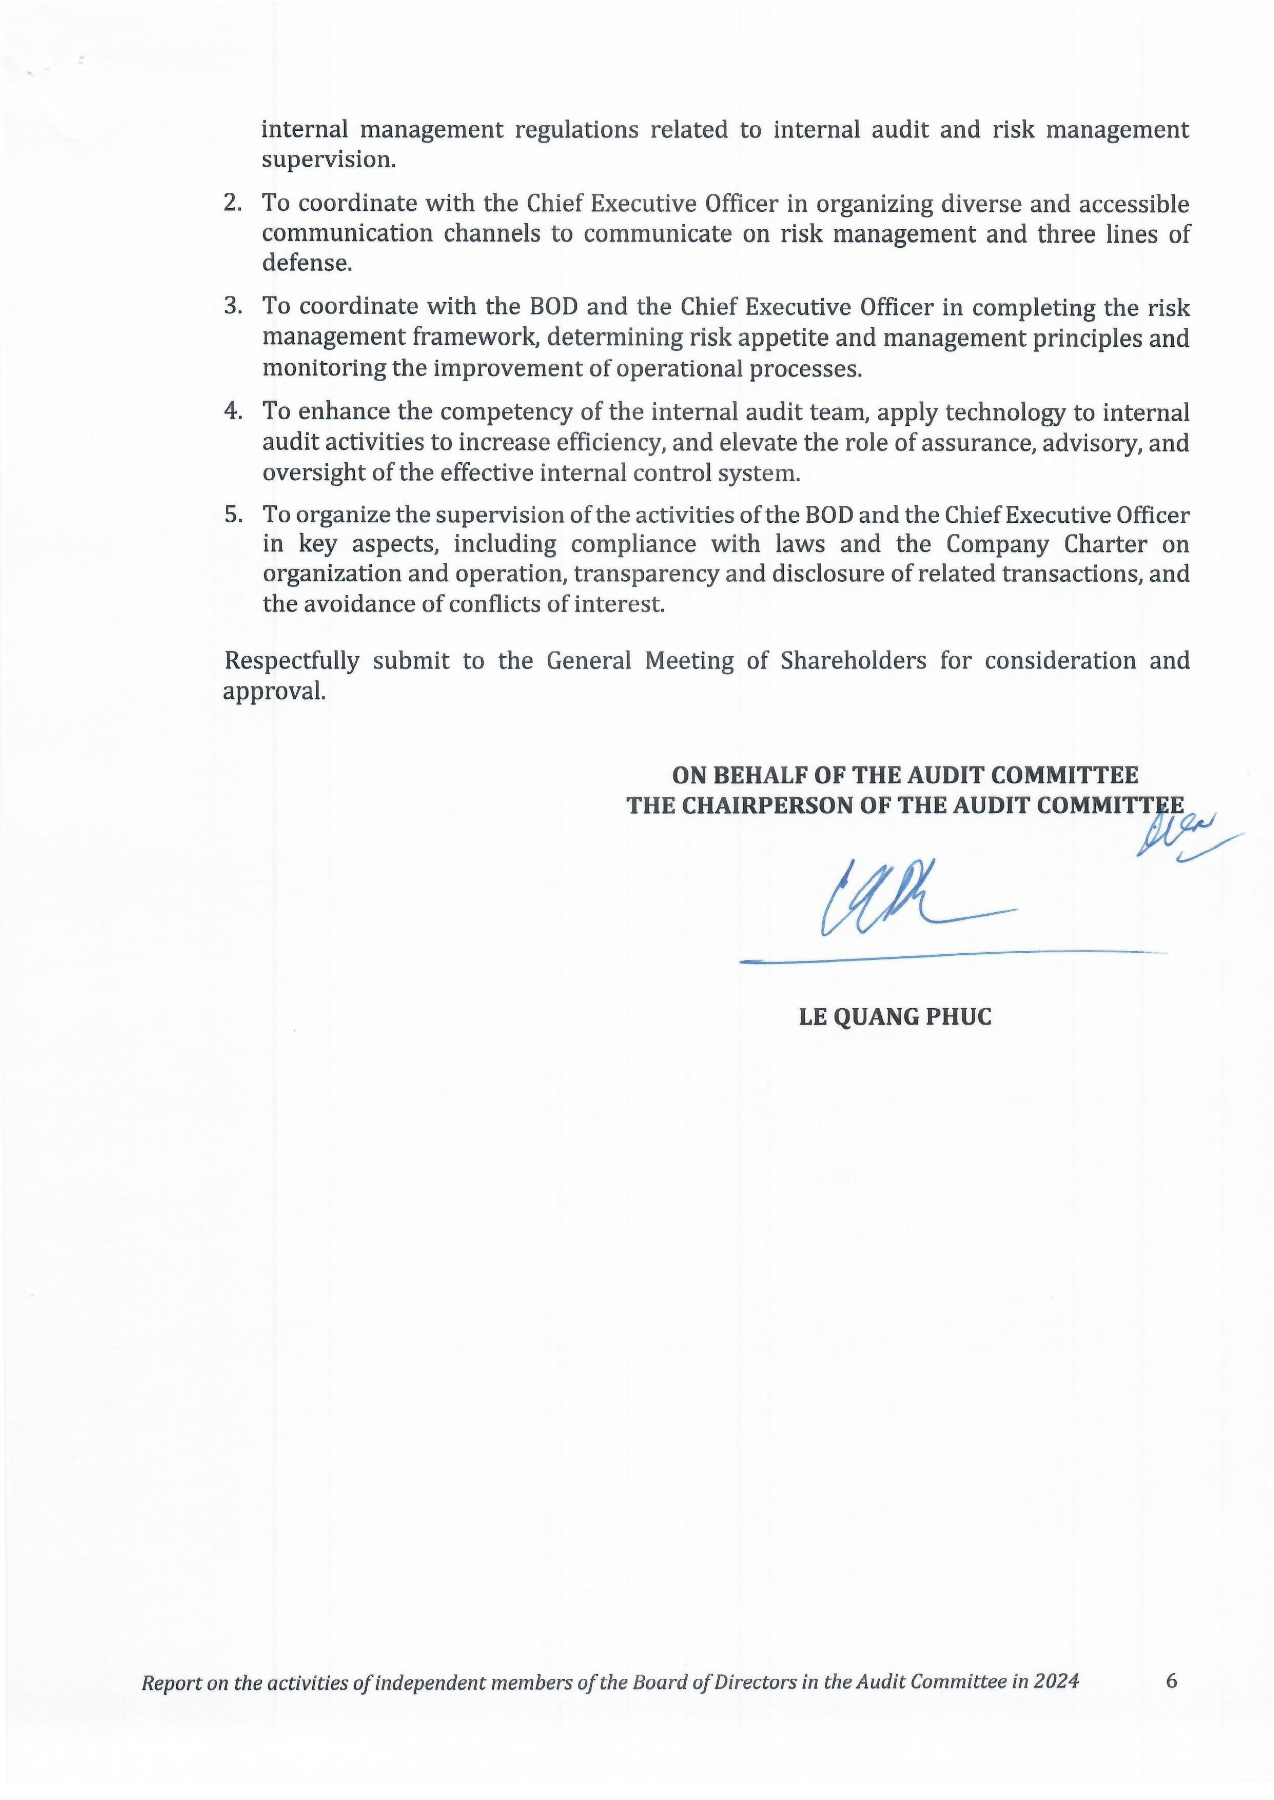 internal management regulations related to internal audit and risk management
supervision.
2. To coordinate with the Chief Executive Officer in organizing diverse and accessible
communication channels to communicate on risk management and three lines of
defense.
3. To coordinate with the BOD and the Chief Executive Officer in completing the risk
management framework, determining risk appetite and management principles and
monitoring the improvement of operational processes.
4. To enhance the competency of the internal audit team, apply technology to internal
audit activities to increase efficiency, and elevate the role of assurance, advisory, and
oversight of the effective internal control system.
5. To organize the supervision of the activities of the BOD and the Chief Executive Officer
in key aspects, including compliance with laws and the Company Charter on
organization and operation, transparency and disclosure of related transactions, and
the avoidance of conflicts of interest.
Respectfully submit to the General Meeting of Shareholders for consideration and
approval.
ON BEHALF OF THE AUDIT COMMITTEE
THE CHAIRPERSON OF THE AUDIT COMMITTEE
LE QUANG PHUC
Report on the activities of independent members of the Board of Directors in the Audit Committee in 2024 6